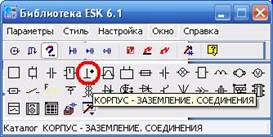 Библиотека ESK 6.1
Параметры Стиль Настройка Окно Справка
КОРПУС - ЗАЗЕМЛЕНИЕ. СОЕДИНЕНИЯ
Каталог КОРПУС - ЗАЗЕМЛЕНИЕ. СОЕДИНЕНИЯ